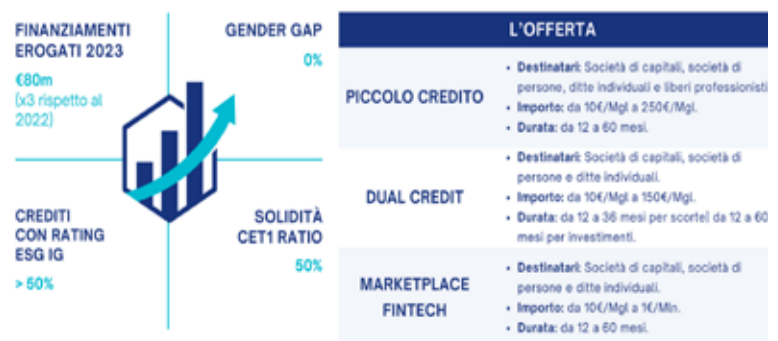 FINANZIAMENTI
EROGATI 2023
€80m
(x3 rispetto al
2022)
GENDER GAP
0%
CREDITI
CON RATING
ESG IG
> 50%
SOLIDITÀ
CET1 RATIO
50%
L'OFFERTA
PICCOLO CREDITO
• Destinatari: Società di capitali, società di
persone, ditte individuali e liberi professionisti
• Importo: da 10€/Mgl a 250€/Mgl.
• Durata: da 12 a 60 mesi.
DUAL CREDIT
• Destinatari: Società di capitali, società di
persone e ditte individuali.
• Importo: da 10€/Mgl a 150€/Mgl.
• Durata: da 12 a 36 mesi per scorte| da 12 a 60
mesi per investimenti.
MARKETPLACE
FINTECH
• Destinatari: Società di capitali, società di
persone e ditte individuali.
• Importo: da 10€/Mgl a 1€/Mln.
• Durata: da 12 a 60 mesi.